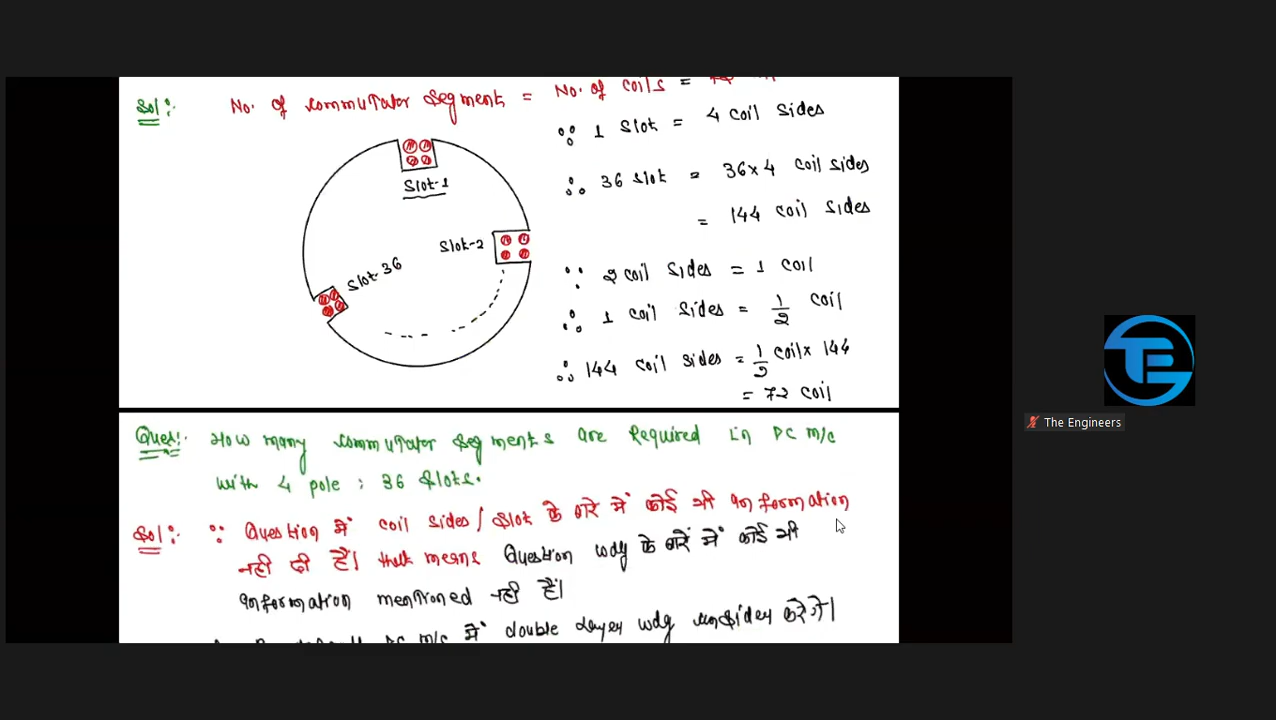 Sol:. No. of commutator Segment = No. of coils =
∵ 1 Slot = 4 coil sides
∴ 36 slot = 36x4 coil sides
= 144 coil sides
Slot-1
Slot-2
Slot-36
∵ 2 coil sides = 1 coil
∴ 1 coil sides = 1/2 coil
∴ 144 coil sides = 1/2 coil x 144
= 72 coil
Ques:. How many commutator segments are Required in DC m/c
with 4 pole ; 36 Slots.
Sol:. ∵ Question में coil sides/slot के बारे में कोई भी information
नही दी हैं। that means Question wdg के बारें में कोई भी
information mentioned नही हैं।
DC m/c में double layer wdg consider करेगे।
TE
The Engineers